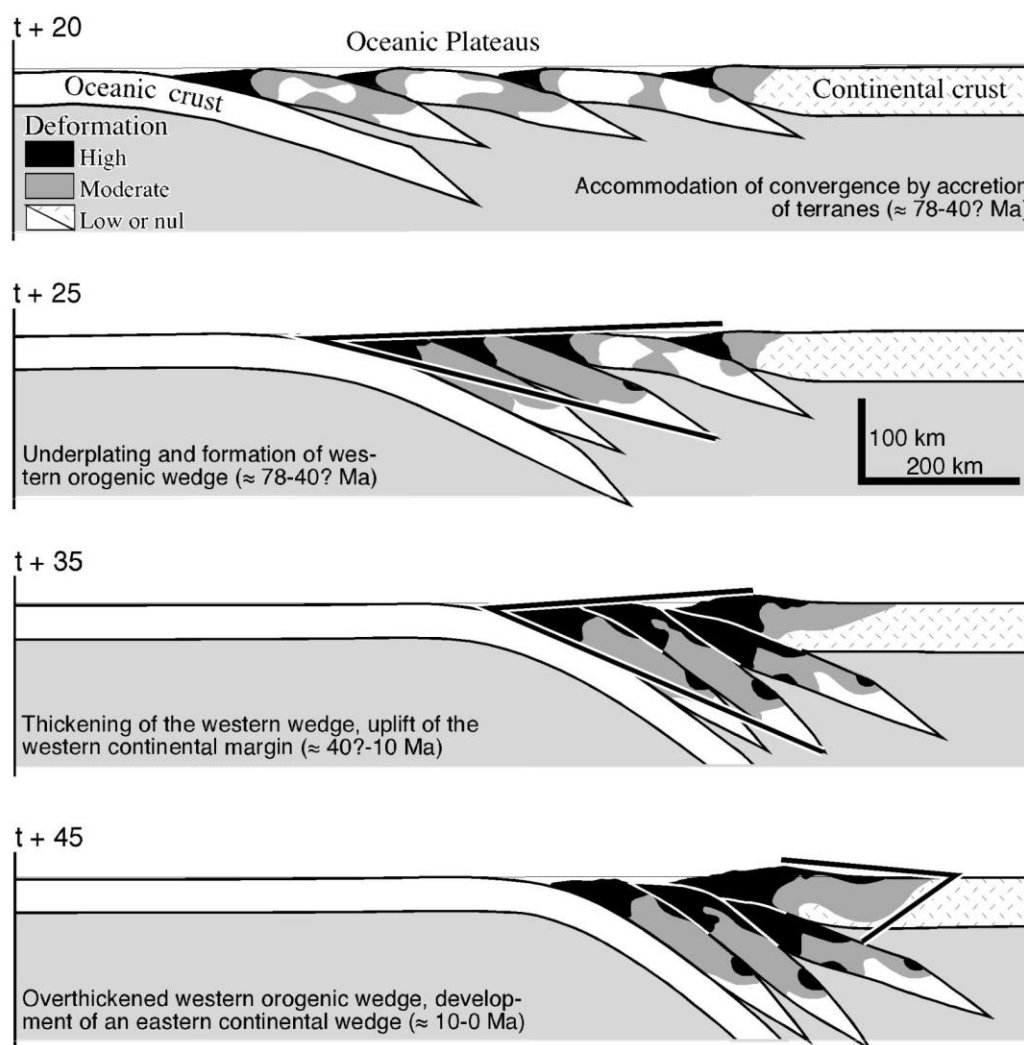 t + 20
Oceanic Plateaus
Oceanic crust
Continental crust
Deformation
High
Moderate
Low or nul
Accommodation of convergence by accretion
of terranes (≈ 78-40? Ma)
t + 25
100 km
200 km
Underplating and formation of wes-
tern orogenic wedge (≈ 78-40? Ma)
t + 35
Thickening of the western wedge, uplift of the
western continental margin (≈ 40?-10 Ma)
t + 45
Overthickened western orogenic wedge, develop-
ment of an eastern continental wedge (≈ 10-0 Ma)